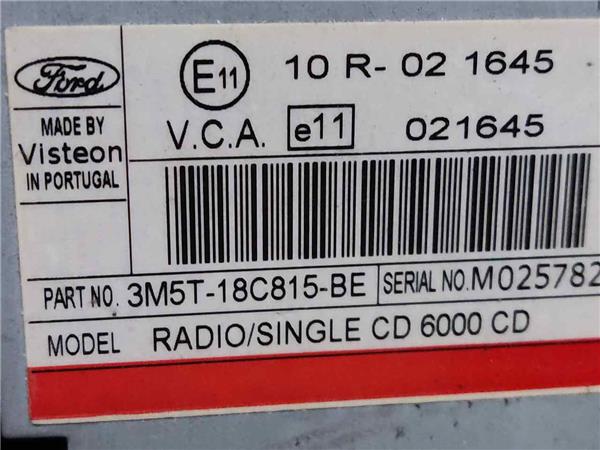 Ford
MADE BY
Visteon
IN PORTUGAL
E11 10 R- 02 1645
V.C.A. e11 021645
PART NO. 3M5T-18C815-BE
SERIAL NO. M025782
MODEL RADIO/SINGLE CD 6000 CD